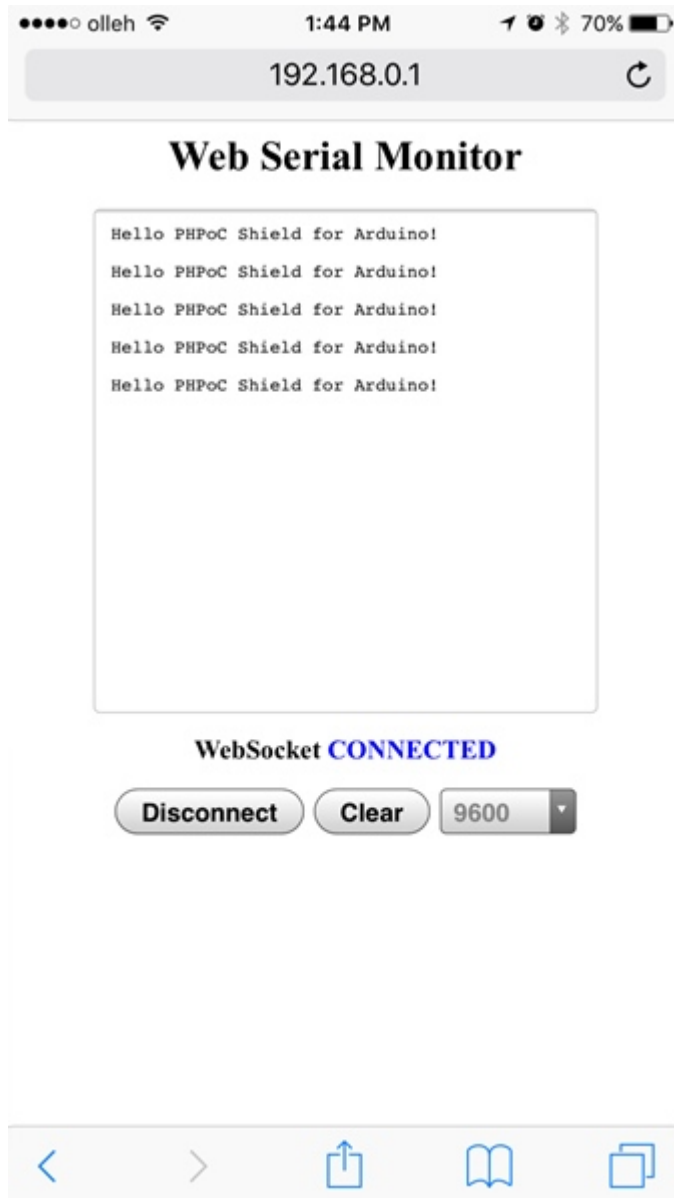 olleh 1:44 PM 70%
192.168.0.1
Web Serial Monitor
Hello PHPoC Shield for Arduino!
Hello PHPoC Shield for Arduino!
Hello PHPoC Shield for Arduino!
Hello PHPoC Shield for Arduino!
Hello PHPoC Shield for Arduino!
WebSocket CONNECTED
Disconnect Clear 9600